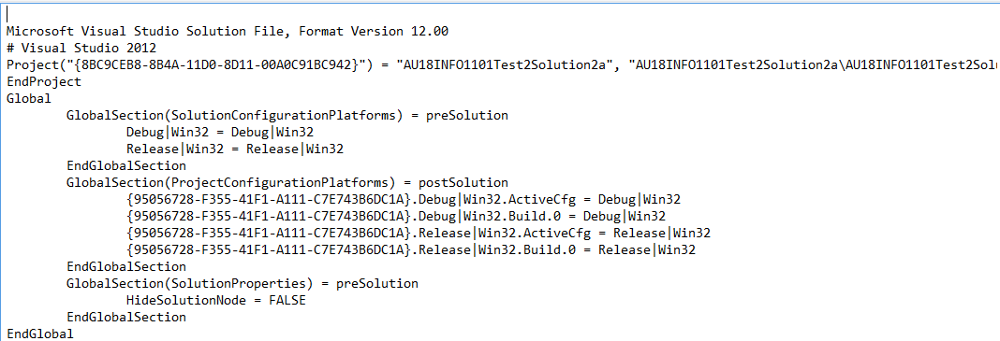 Microsoft Visual Studio Solution File, Format Version 12.00
# Visual Studio 2012
Project("{8BC9CEB8-8B4A-11D0-8D11-00A0C91BC942}") = "AU18INFO1101Test2Solution2a", "AU18INFO1101Test2Solution2a\AU18INFO1101Test2Sol
EndProject
Global
	GlobalSection(SolutionConfigurationPlatforms) = preSolution
		Debug|Win32 = Debug|Win32
		Release|Win32 = Release|Win32
	EndGlobalSection
	GlobalSection(ProjectConfigurationPlatforms) = postSolution
		{95056728-F355-41F1-A111-C7E743B6DC1A}.Debug|Win32.ActiveCfg = Debug|Win32
		{95056728-F355-41F1-A111-C7E743B6DC1A}.Debug|Win32.Build.0 = Debug|Win32
		{95056728-F355-41F1-A111-C7E743B6DC1A}.Release|Win32.ActiveCfg = Release|Win32
		{95056728-F355-41F1-A111-C7E743B6DC1A}.Release|Win32.Build.0 = Release|Win32
	EndGlobalSection
	GlobalSection(SolutionProperties) = preSolution
		HideSolutionNode = FALSE
	EndGlobalSection
EndGlobal